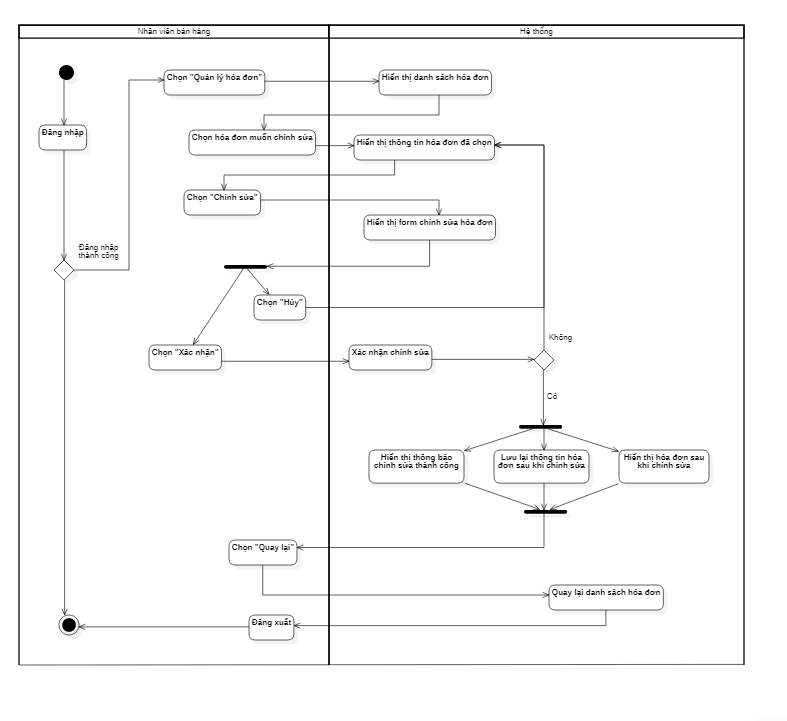 Nhân viên bán hàng
Hệ thống
Chọn "Quản lý hóa đơn"
Hiển thị danh sách hóa đơn
Đăng nhập
Chọn hóa đơn muốn chỉnh sửa
Hiển thị thông tin hóa đơn đã chọn
Chọn "Chỉnh sửa"
Hiển thị form chỉnh sửa hóa đơn
Đăng nhập
thành công
Chọn "Hủy"
Không
Chọn "Xác nhận"
Xác nhận chỉnh sửa
Có
Hiển thị thông báo
chỉnh sửa thành công
Lưu lại thông tin hóa
đơn sau khi chỉnh sửa
Hiển thị hóa đơn sau
khi chỉnh sửa
Chọn "Quay lại"
Quay lại danh sách hóa đơn
Đăng xuất